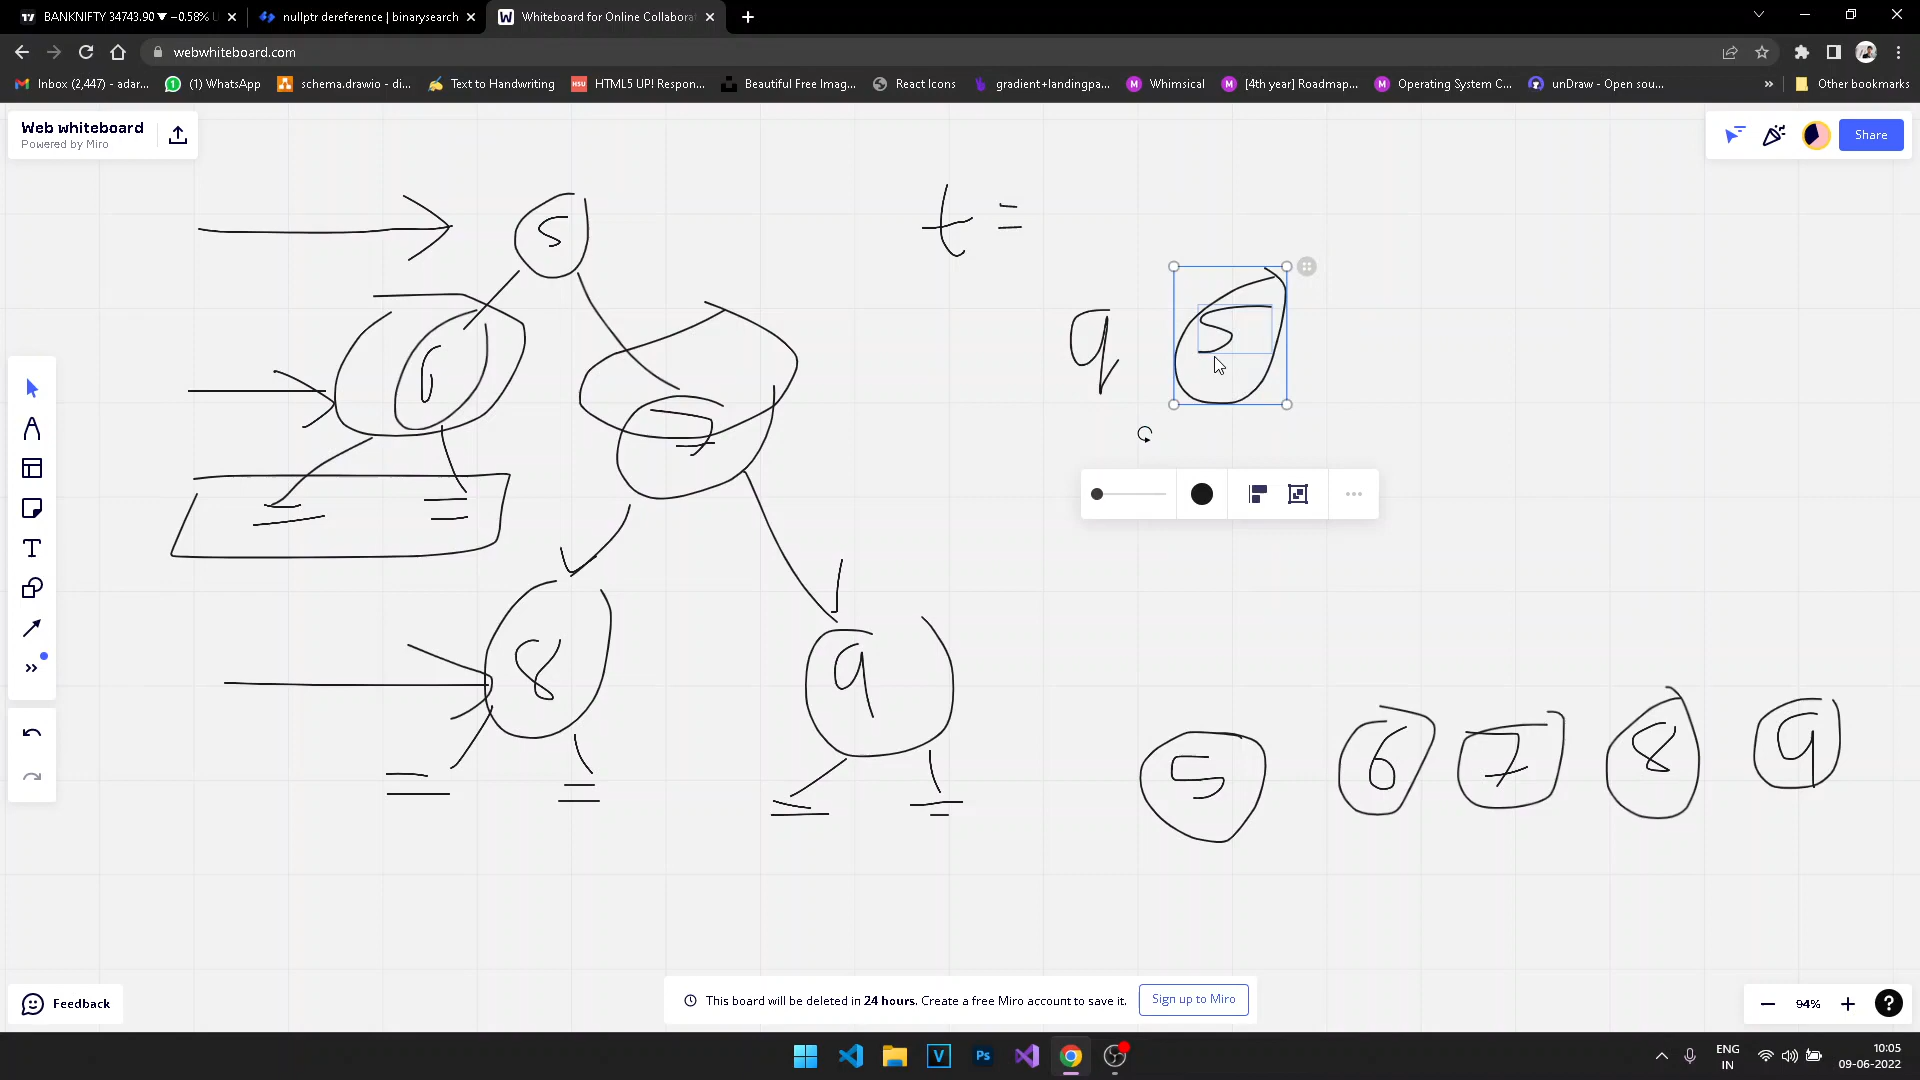 BANKNIFTY 34743.90 ▼ −0.58% U
nullptr dereference | binarysearch
Whiteboard for Online Collabora
webwhiteboard.com
Inbox (2,447) - adar...
(1) WhatsApp
schema.drawio - di...
Text to Handwriting
HTML5 UP! Respon...
Beautiful Free Imag...
React Icons
gradient+landingpa...
Whimsical
[4th year] Roadmap...
Operating System C...
unDraw - Open sou...
» Other bookmarks
Web whiteboard
Powered by Miro
Share
t =
5
6
7
q 5
8
9
5 6 7 8 9
Feedback
This board will be deleted in 24 hours. Create a free Miro account to save it.
Sign up to Miro
94%
ENG
IN
10:05
09-06-2022